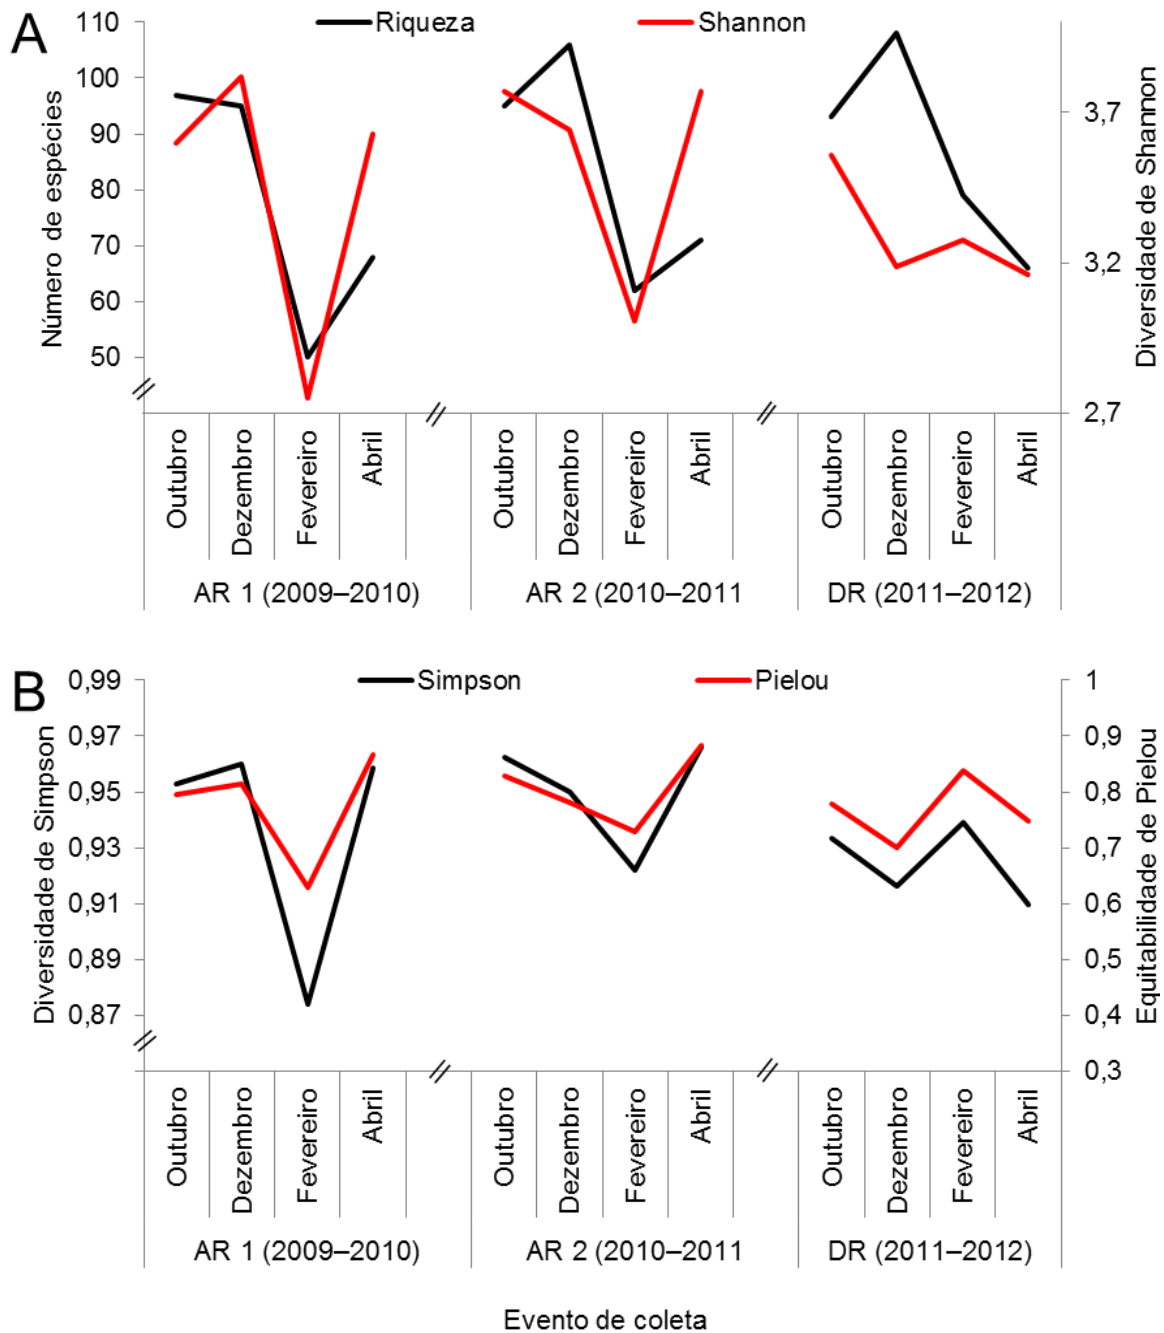 A
Riqueza
Shannon
Número de espécies
110
100
90
80
70
60
50
Diversidade de Shannon
3,7
3,2
2,7
Outubro
Dezembro
Fevereiro
Abril
Outubro
Dezembro
Fevereiro
Abril
Outubro
Dezembro
Fevereiro
Abril
AR 1 (2009–2010)
AR 2 (2010–2011
DR (2011–2012)
B
Simpson
Pielou
Diversidade de Simpson
0,99
0,97
0,95
0,93
0,91
0,89
0,87
Equitabilidade de Pielou
1
0,9
0,8
0,7
0,6
0,5
0,4
0,3
Outubro
Dezembro
Fevereiro
Abril
Outubro
Dezembro
Fevereiro
Abril
Outubro
Dezembro
Fevereiro
Abril
AR 1 (2009–2010)
AR 2 (2010–2011
DR (2011–2012)
Evento de coleta